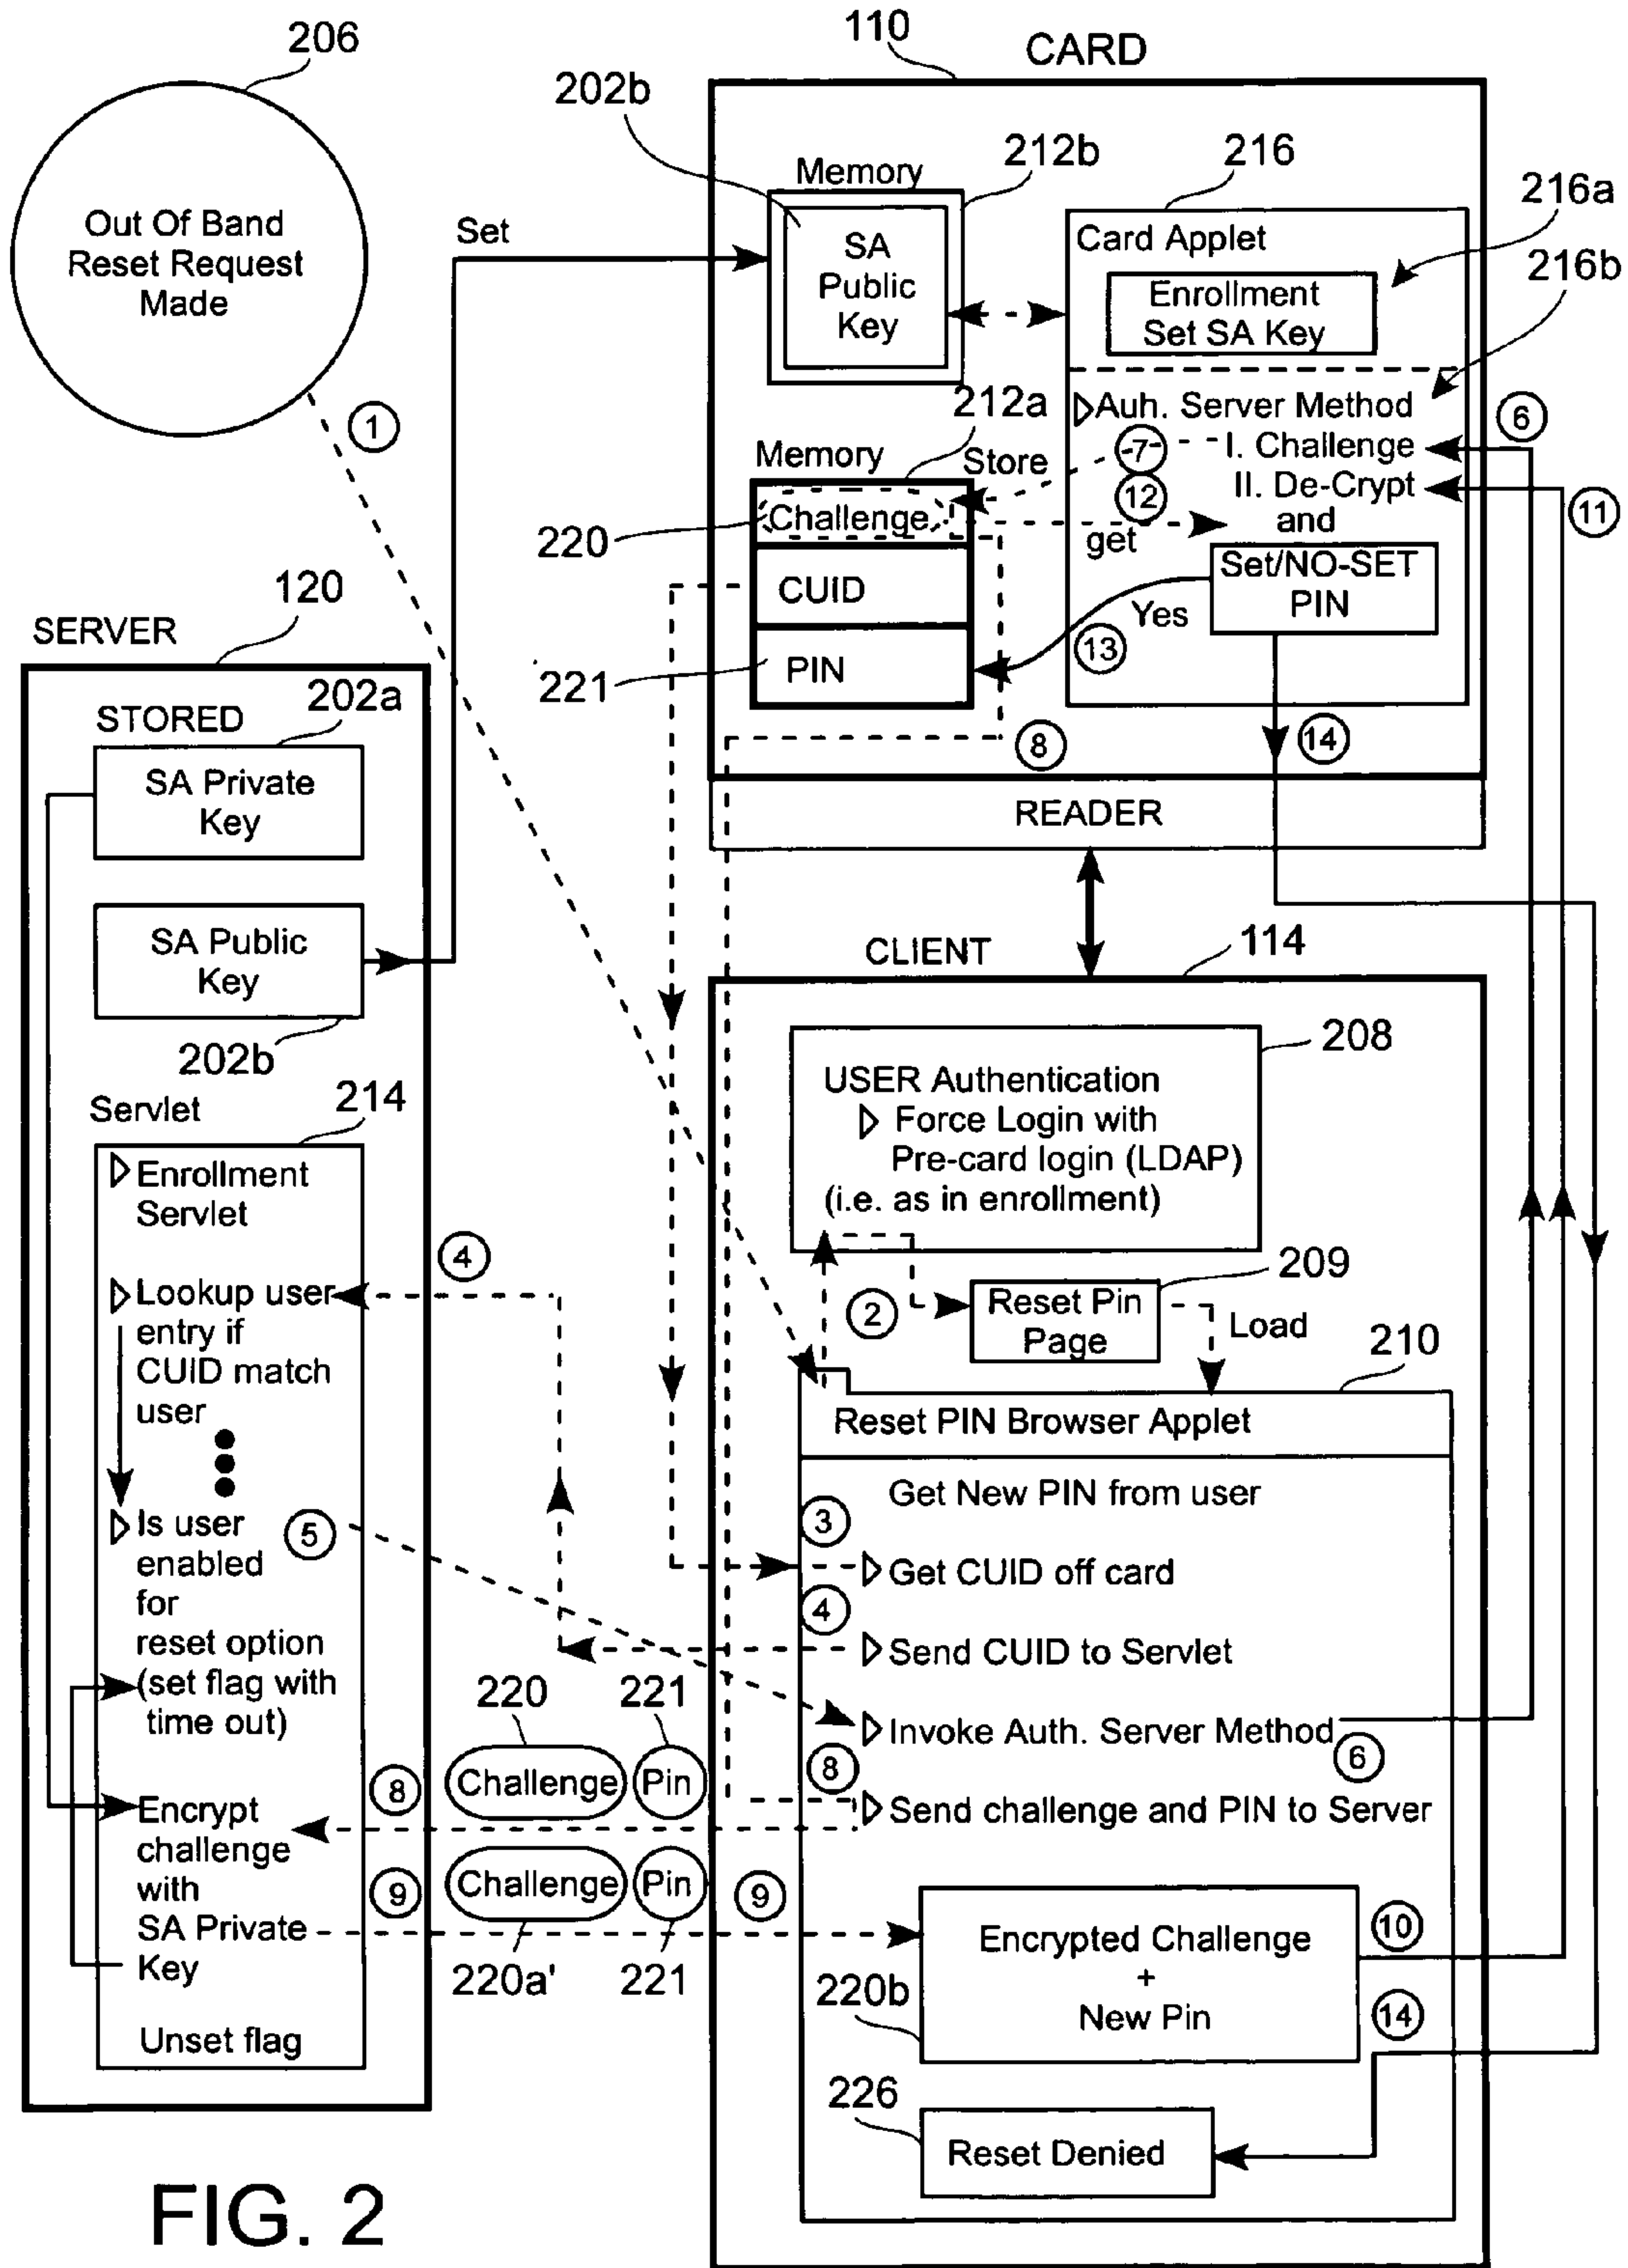 206
Out Of Band
Reset Request
Made
1
110
CARD
202b
Memory
212b
SA
Public
Key
Set
216
Card Applet
216a
Enrollment
Set SA Key
216b
Auh. Server Method
I. Challenge
II. De-Crypt
and
Set/NO-SET
PIN
6
11
7
12
Store
get
212a
Memory
Challenge
CUID
PIN
220
221
Yes
13
8
14
READER
120
SERVER
STORED
202a
SA Private
Key
SA Public
Key
202b
Servlet
214
Enrollment
Servlet
Lookup user
entry if
CUID match
user
Is user
enabled
for
reset option
(set flag with
time out)
Encrypt
challenge
with
SA Private
Key
Unset flag
4
5
8
9
220
221
Challenge
Pin
Challenge
Pin
220a'
221
CLIENT
114
208
USER Authentication
Force Login with
Pre-card login (LDAP)
(i.e. as in enrollment)
2
209
Reset Pin
Page
Load
210
Reset PIN Browser Applet
Get New PIN from user
3
Get CUID off card
4
Send CUID to Servlet
Invoke Auth. Server Method
6
8
Send challenge and PIN to Server
9
Encrypted Challenge
+
New Pin
10
220b
14
226
Reset Denied
FIG. 2